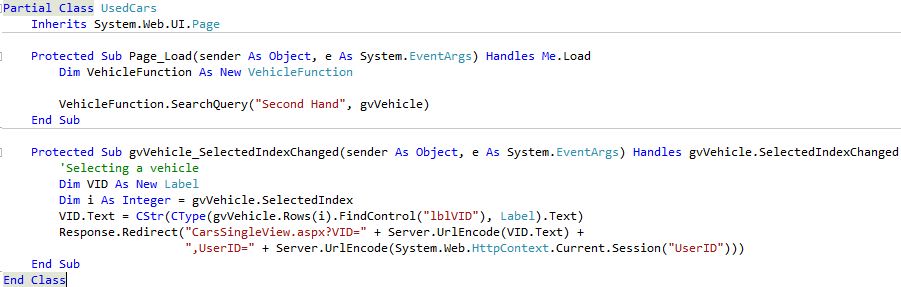 Partial Class UsedCars
    Inherits System.Web.UI.Page
    Protected Sub Page_Load(sender As Object, e As System.EventArgs) Handles Me.Load
        Dim VehicleFunction As New VehicleFunction
        VehicleFunction.SearchQuery("Second Hand", gvVehicle)
    End Sub
    Protected Sub gvVehicle_SelectedIndexChanged(sender As Object, e As System.EventArgs) Handles gvVehicle.SelectedIndexChanged
        'Selecting a vehicle
        Dim VID As New Label
        Dim i As Integer = gvVehicle.SelectedIndex
        VID.Text = CStr(CType(gvVehicle.Rows(i).FindControl("lblVID"), Label).Text)
        Response.Redirect("CarsSingleView.aspx?VID=" + Server.UrlEncode(VID.Text) +
                          ",UserID=" + Server.UrlEncode(System.Web.HttpContext.Current.Session("UserID")))
    End Sub
End Class